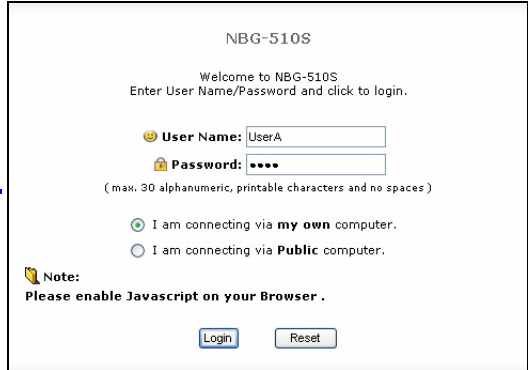 NBG-510S
Welcome to NBG-510S
Enter User Name/Password and click to login.
User Name: UserA
Password: ••••
( max. 30 alphanumeric, printable characters and no spaces )
I am connecting via my own computer.
I am connecting via Public computer.
Note:
Please enable Javascript on your Browser .
Login Reset